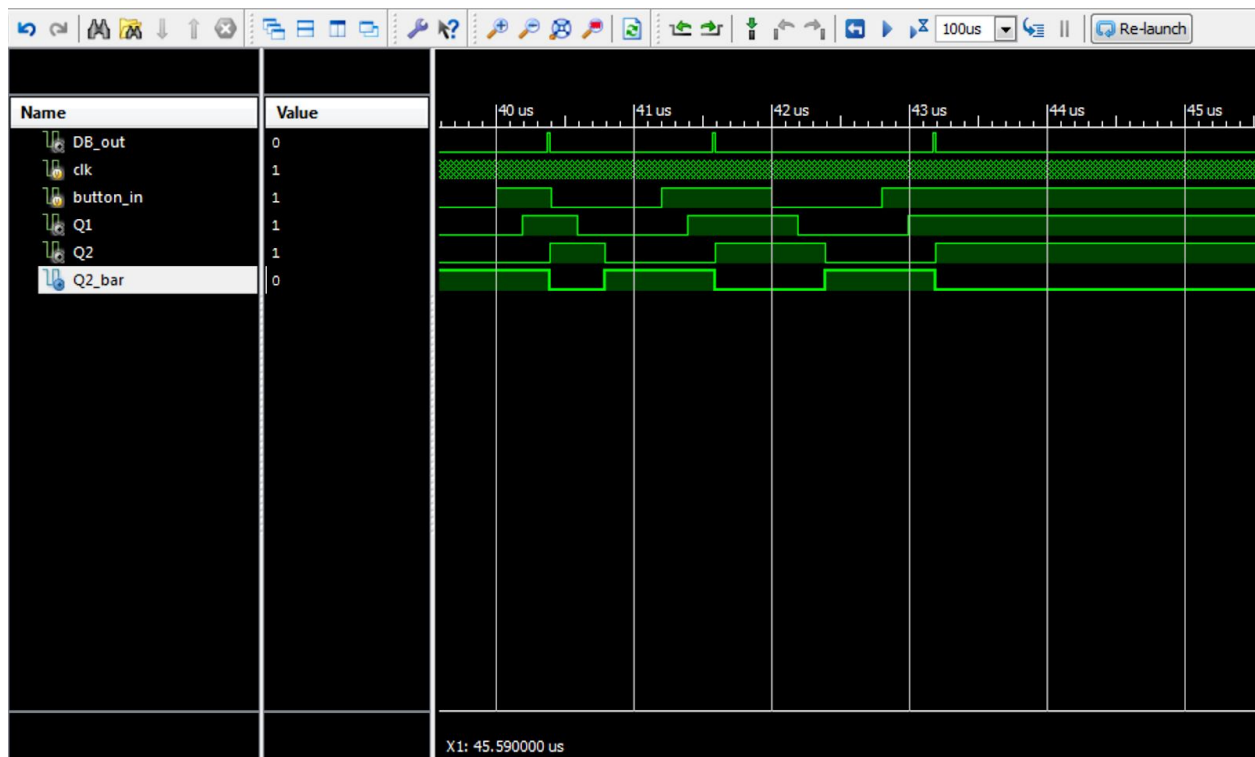 100us Re-launch
Name Value
40 us 41 us 42 us 43 us 44 us 45 us
DB_out 0
clk 1
button_in 1
Q1 1
Q2 1
Q2_bar 0
X1: 45.590000 us